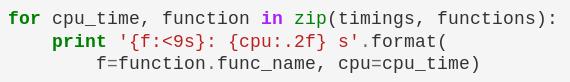 for cpu_time, function in zip(timings, functions):
    print '{f:<9s}: {cpu:.2f} s'.format(
        f=function.func_name, cpu=cpu_time)